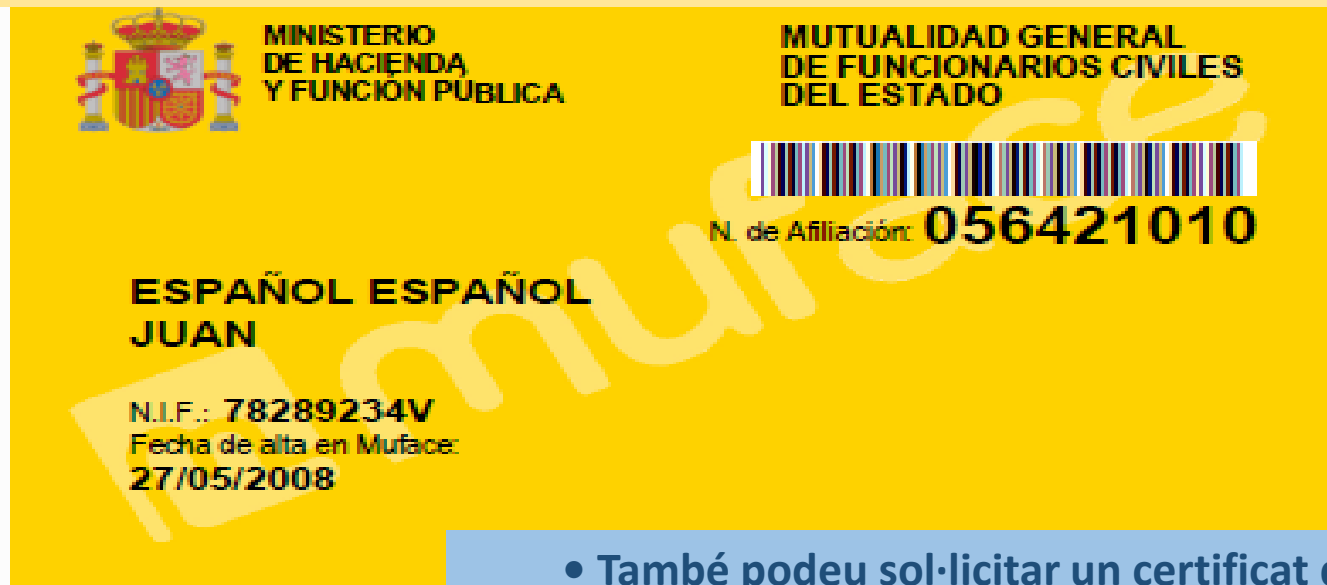 MINISTERIO
DE HACIENDA
Y FUNCIÓN PÚBLICA
MUTUALIDAD GENERAL
DE FUNCIONARIOS CIVILES
DEL ESTADO
N. de Afiliación: 056421010
ESPAÑOL ESPAÑOL
JUAN
N.I.F.: 78289234V
Fecha de alta en Muface:
27/05/2008
muface
• També podeu sol·licitar un certificat